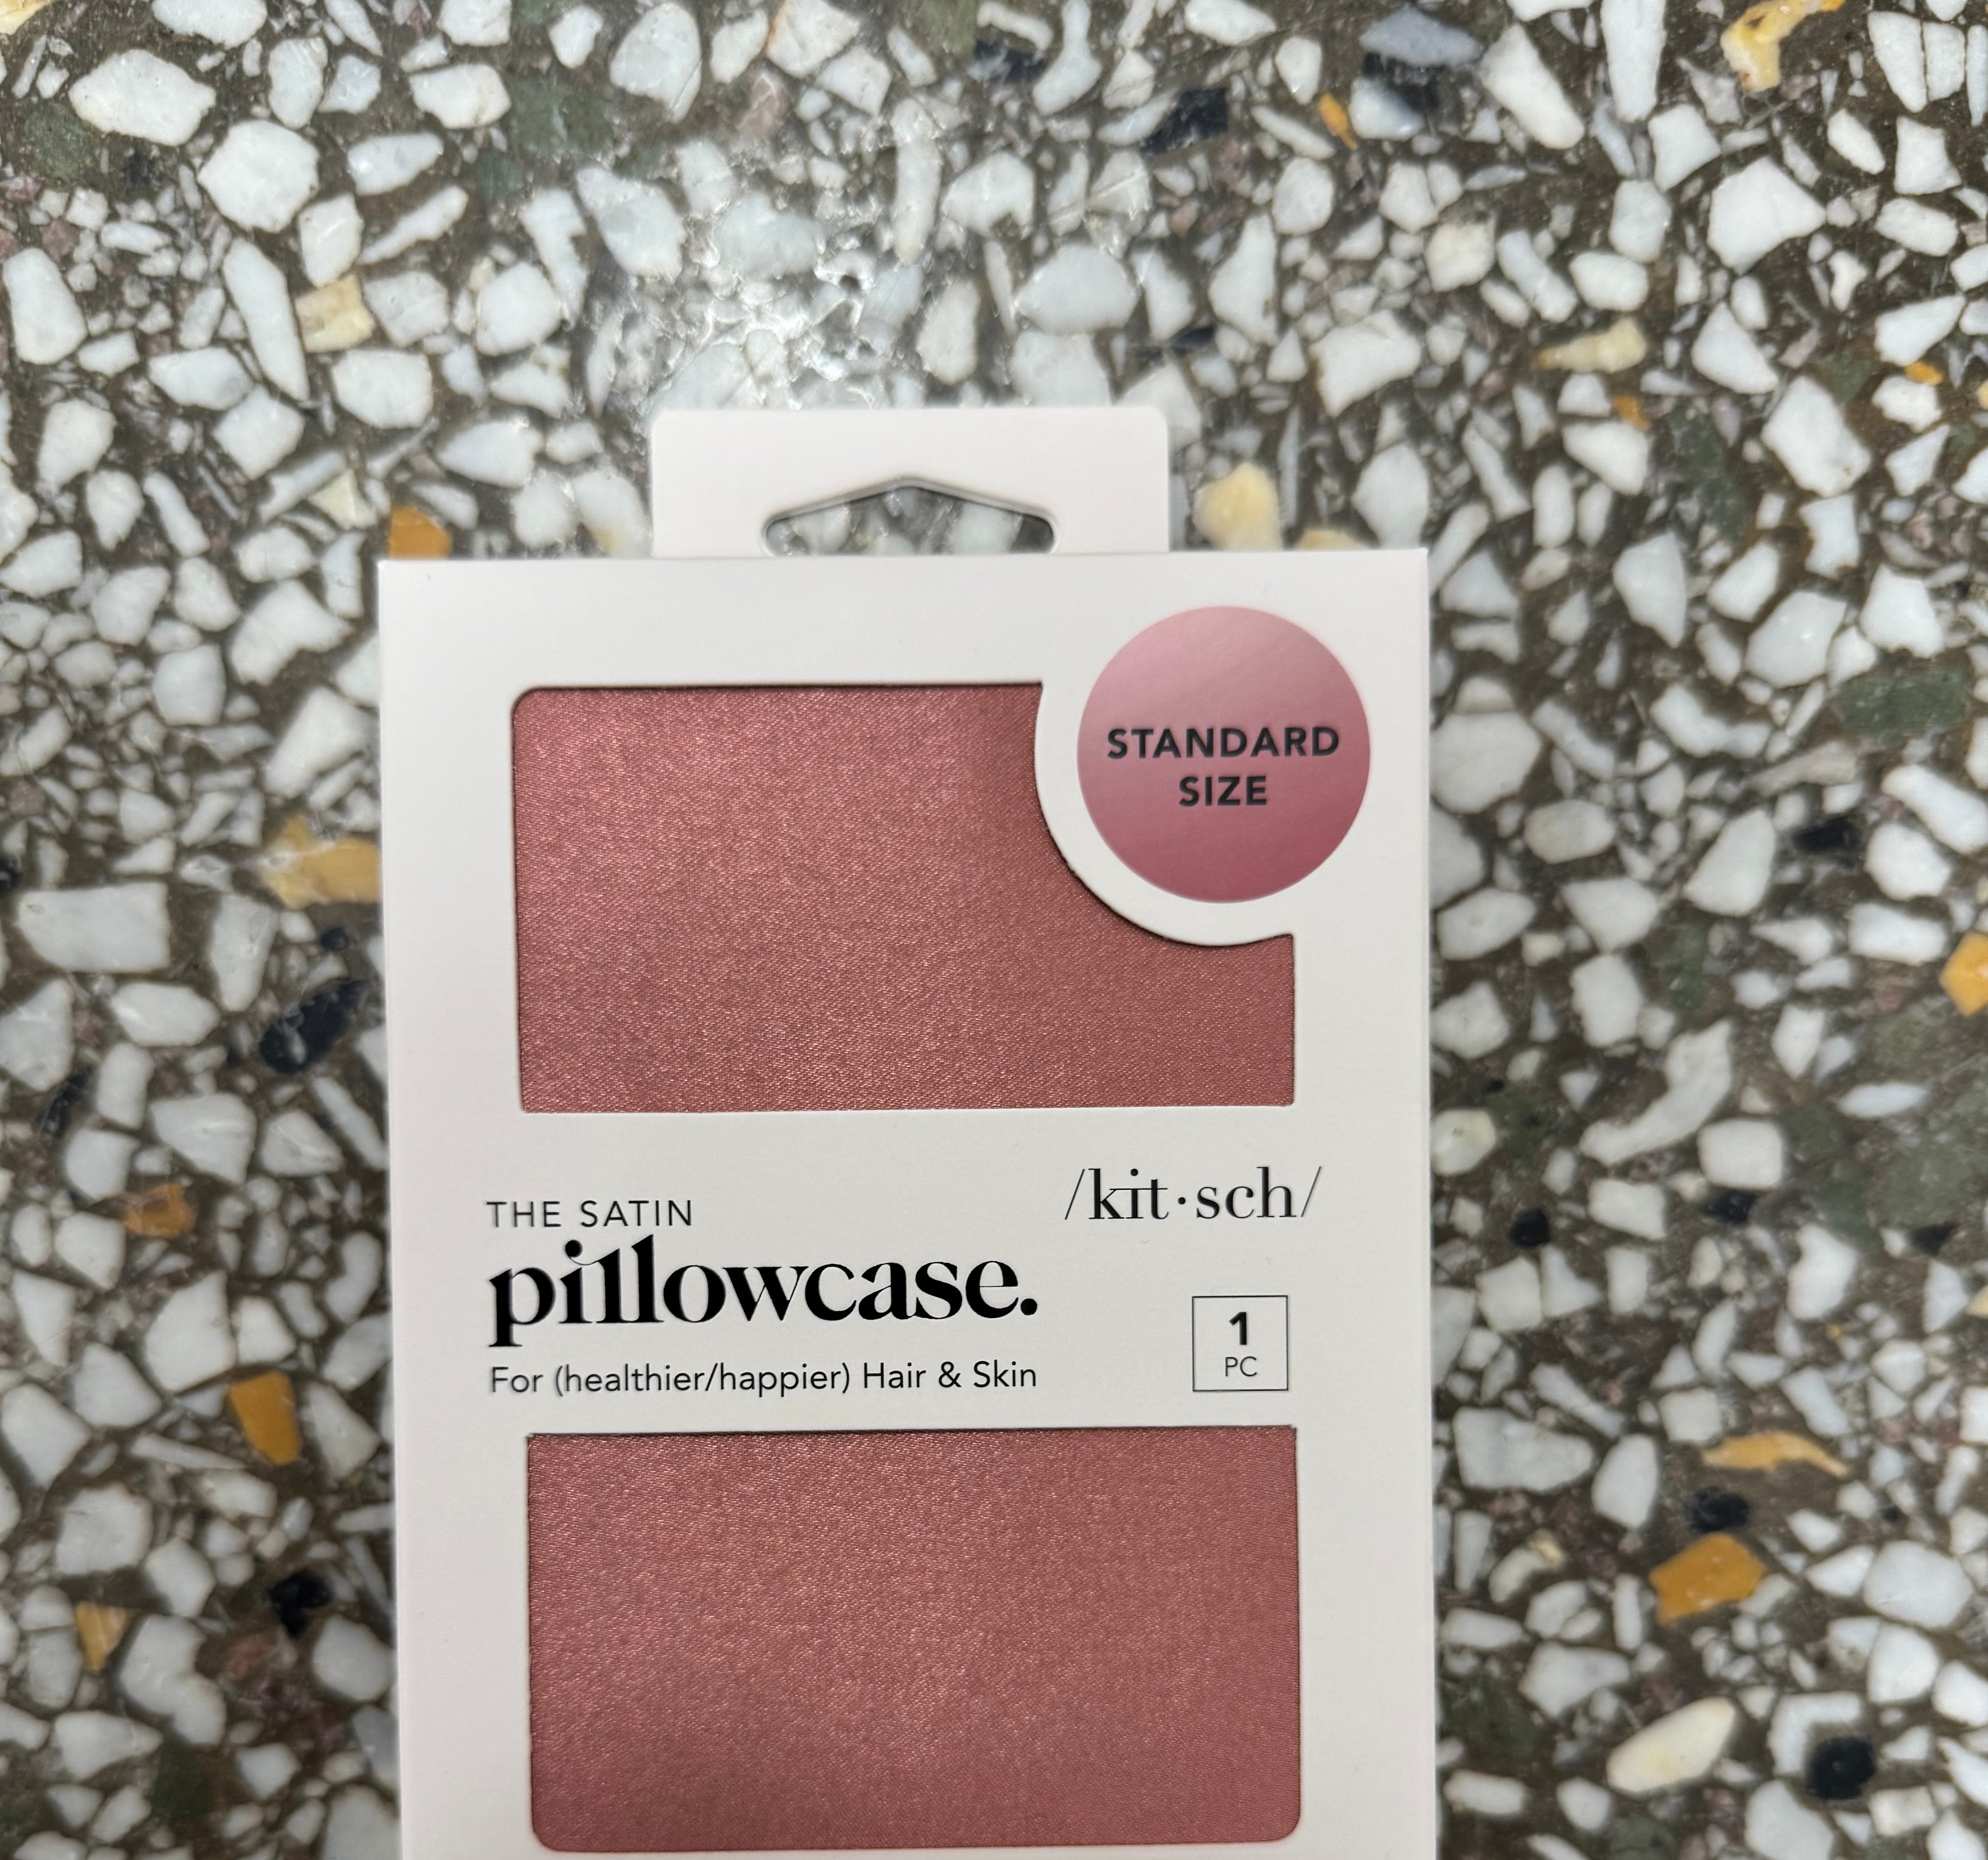 STANDARD
SIZE
THE SATIN
/kit·sch/
pillowcase.
For (healthier/happier) Hair & Skin
1
PC